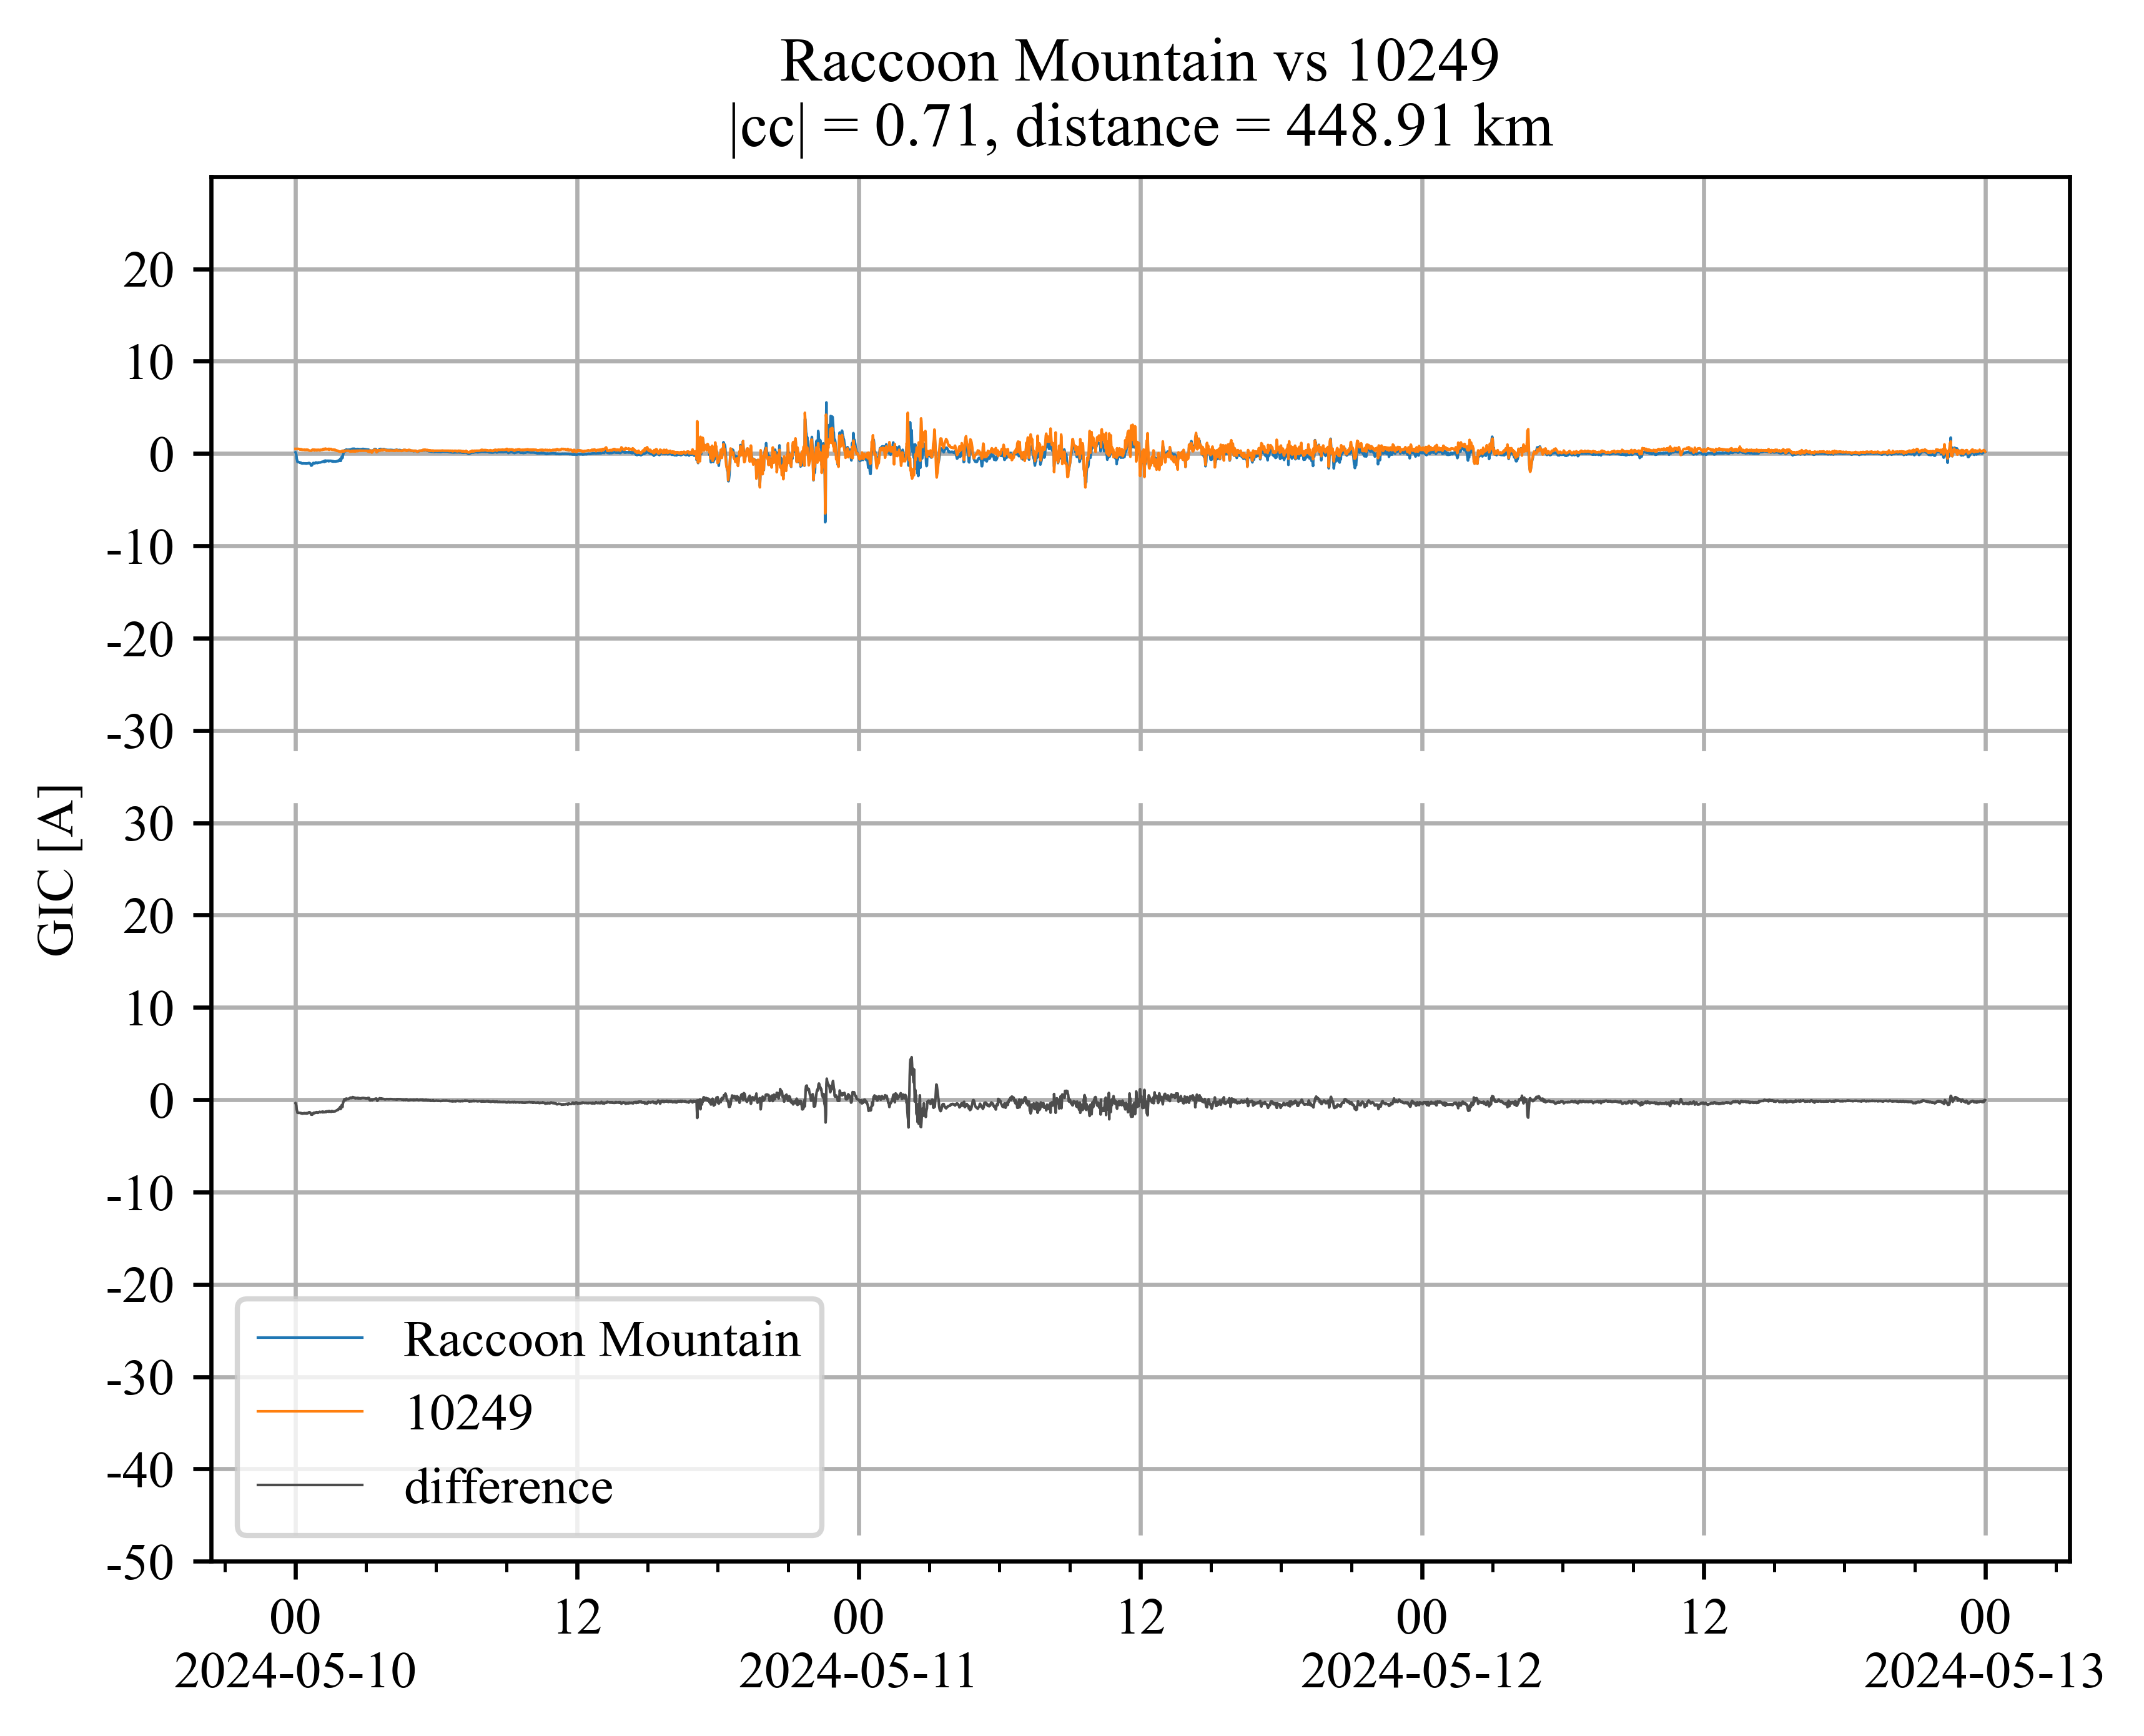 Raccoon Mountain vs 10249
|cc| = 0.71, distance = 448.91 km
20
10
0
-10
-20
-30
GIC [A]
30
20
10
0
-10
-20
-30
-40
-50
Raccoon Mountain
10249
difference
00 12 00 12 00 12 00
2024-05-10 2024-05-11 2024-05-12 2024-05-13